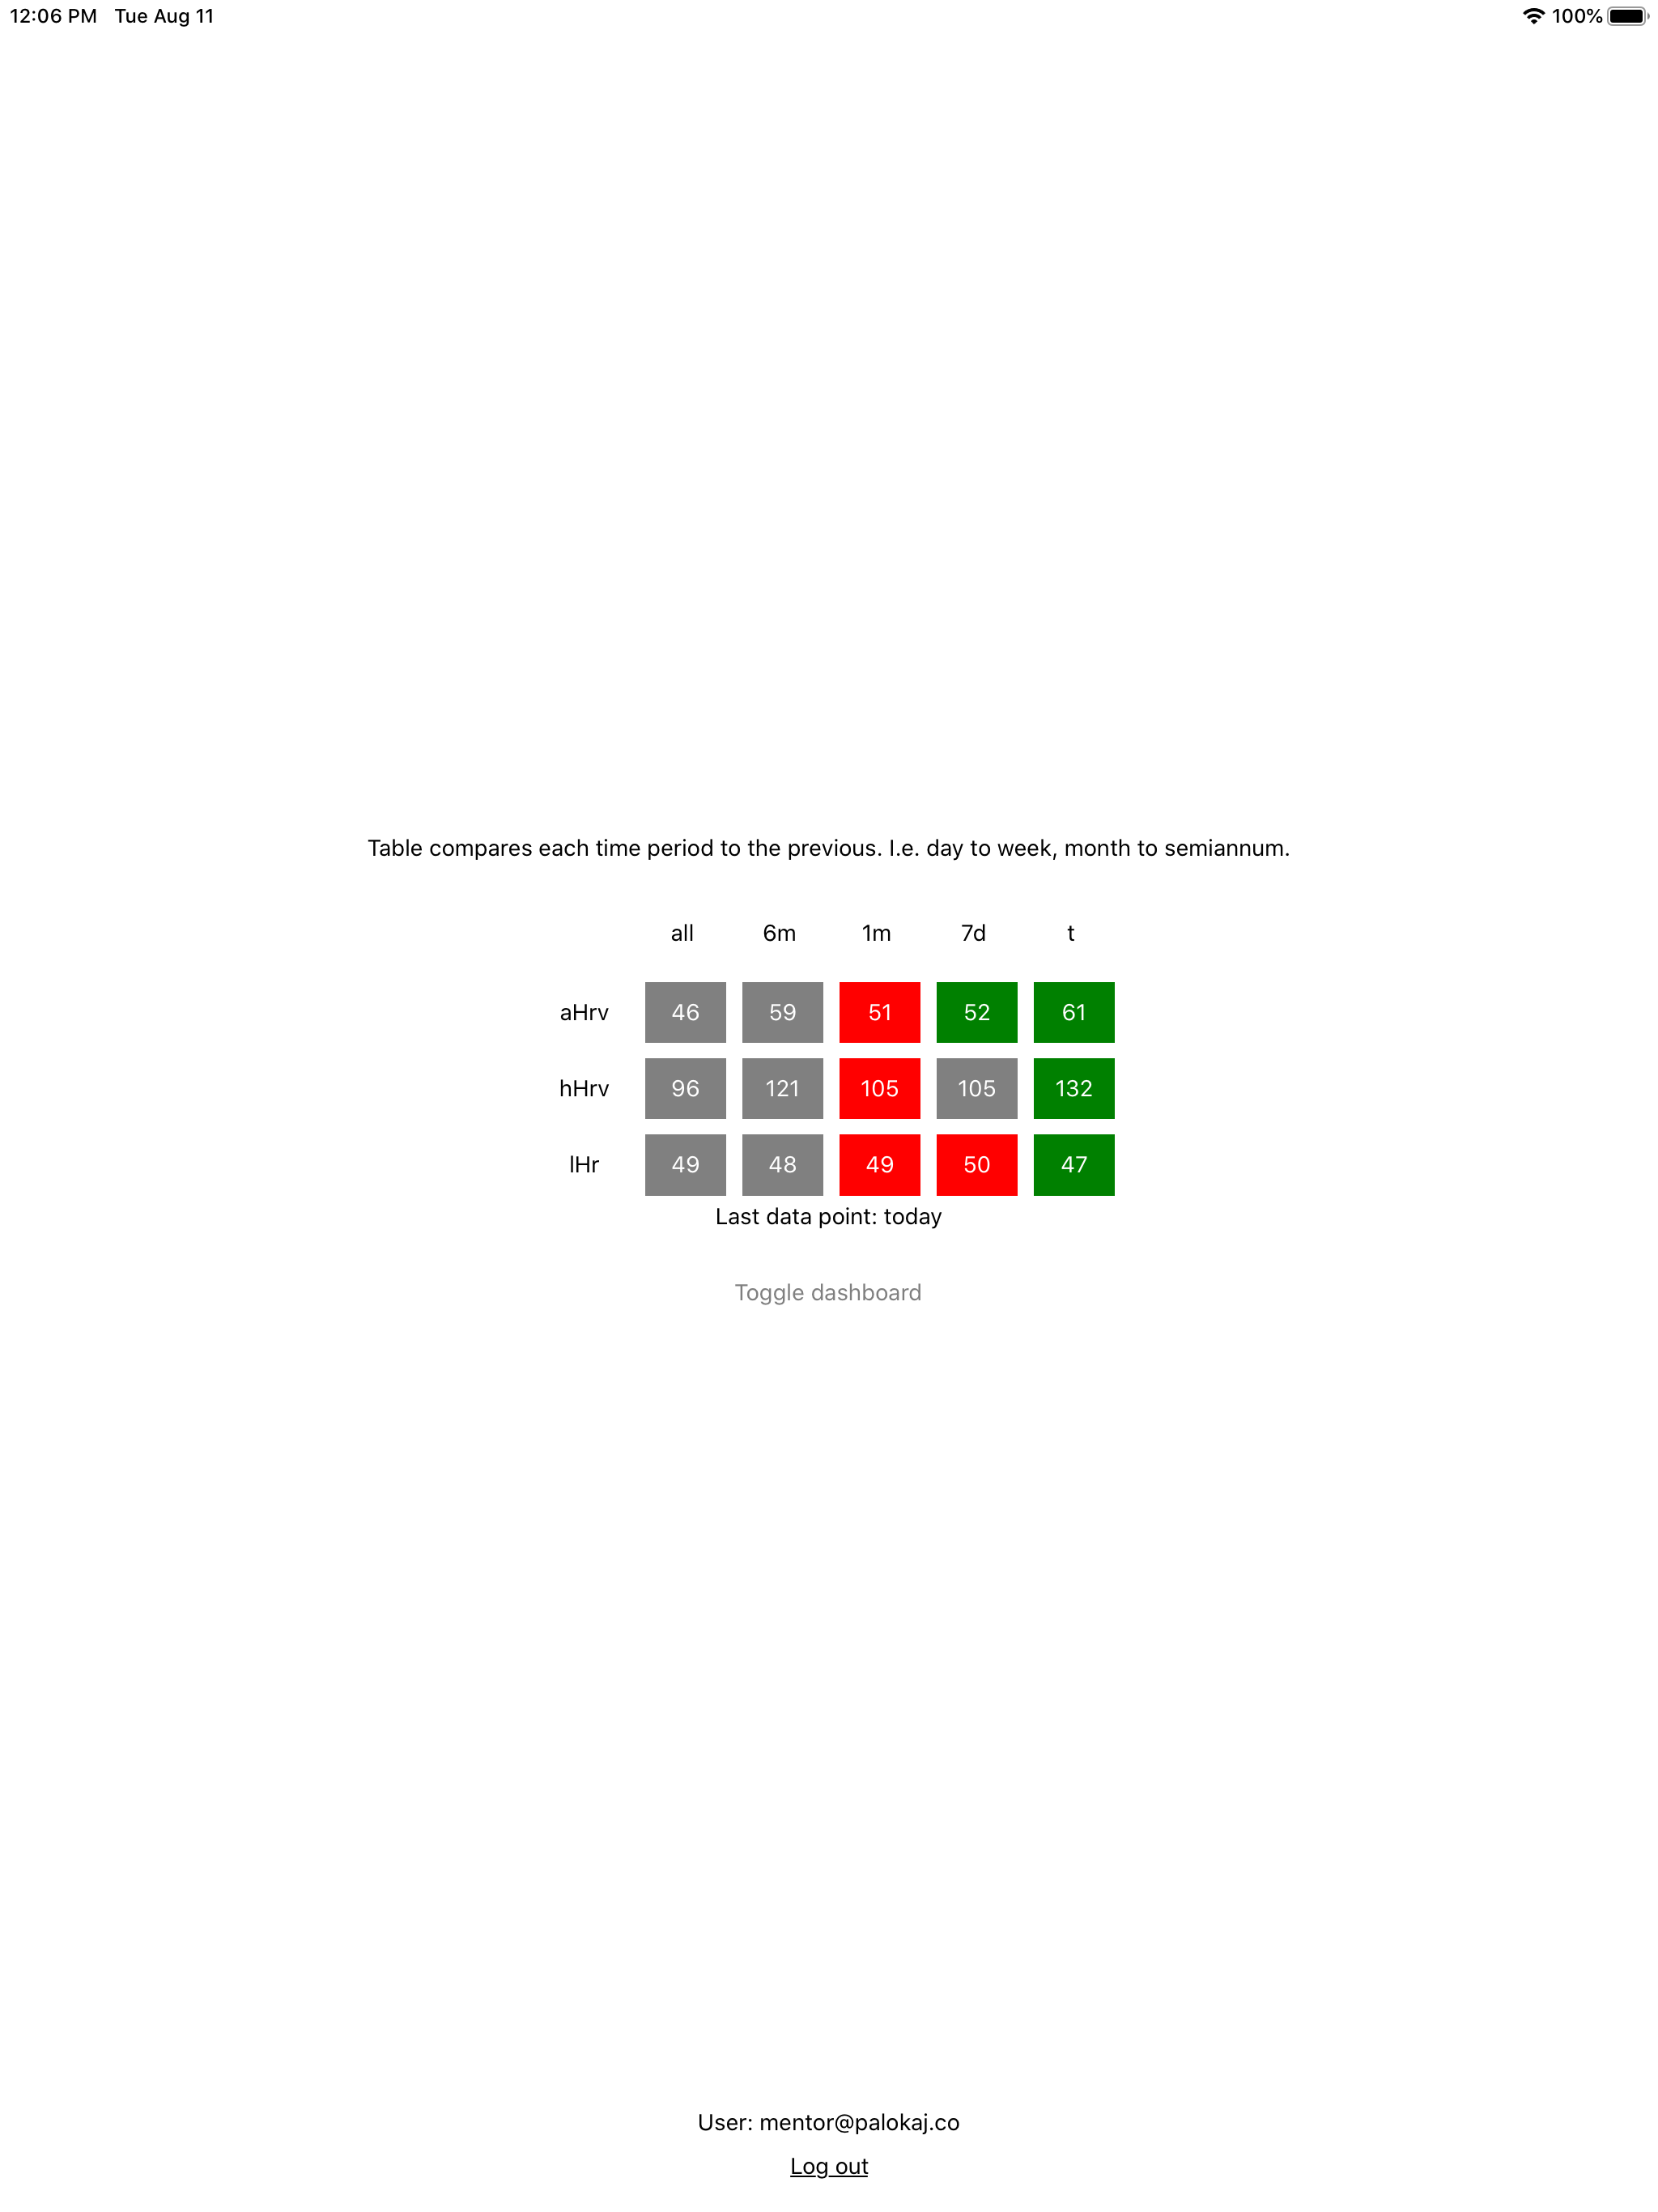 12:06 PM Tue Aug 11 100%
Table compares each time period to the previous. I.e. day to week, month to semiannum.
all 6m 1m 7d t
aHrv 46 59 51 52 61
hHrv 96 121 105 105 132
lHr 49 48 49 50 47
Last data point: today
Toggle dashboard
User: mentor@palokaj.co
Log out